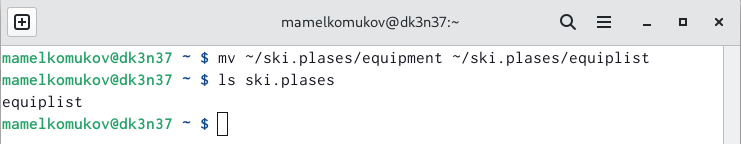 mamelkomukov@dk3n37:~
mamelkomukov@dk3n37 ~ $ mv ~/ski.plases/equipment ~/ski.plases/equiplist
mamelkomukov@dk3n37 ~ $ ls ski.plases
equiplist
mamelkomukov@dk3n37 ~ $